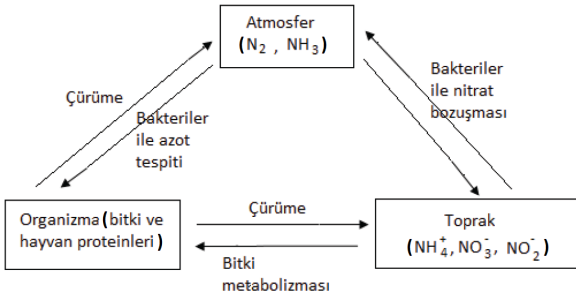 Atmosfer
(N₂ , NH₃)
Çürüme
Bakteriler
ile azot
tespiti
Bakteriler
ile nitrat
bozuşması
Organizma(bitki ve
hayvan proteinleri)
Çürüme
Bitki
metabolizması
Toprak
(NH₄⁺,NO₃⁻, NO₂⁻)